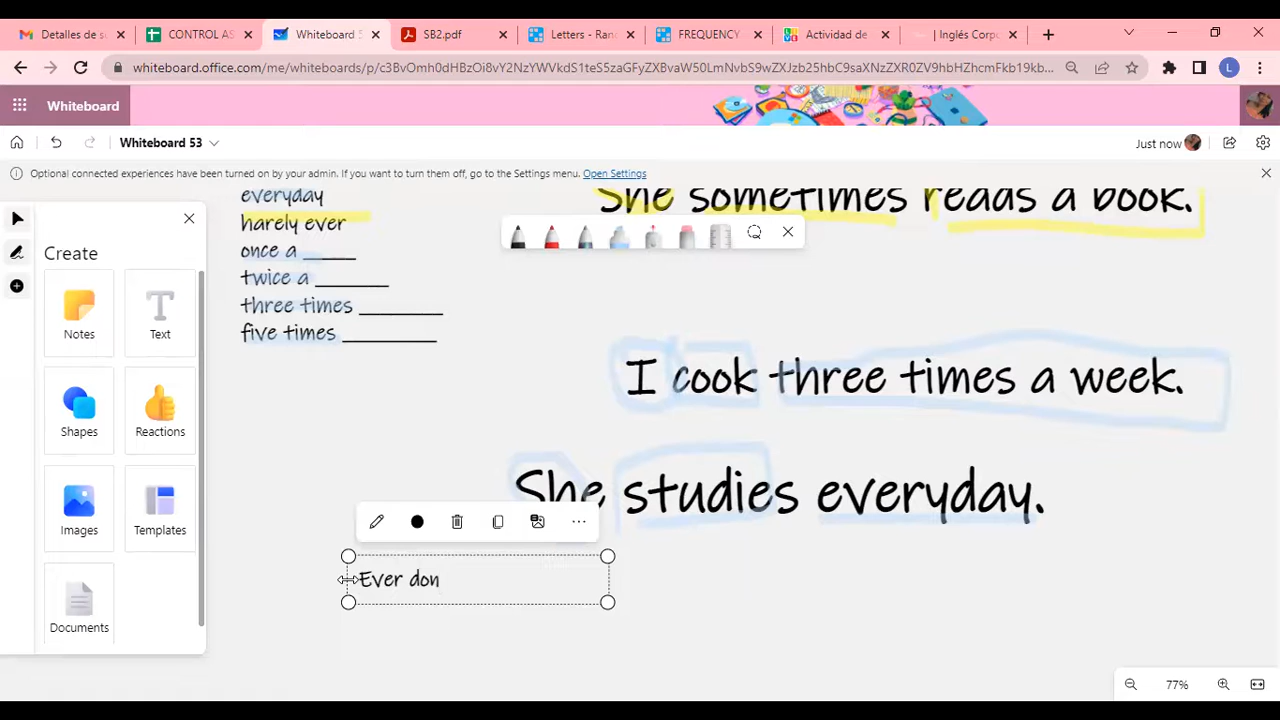 Detalles de su
CONTROL AS
Whiteboard 5
SB2.pdf
Letters - Ran
FREQUENCY
Actividad de
| Inglés Corpo
whiteboard.office.com/me/whiteboards/p/
L
Whiteboard
Whiteboard 53
Just now
Optional connected experiences have been turned on by your admin. If you want to turn them off, go to the Settings menu. Open Settings
everyday
harely ever
once a _____
twice a _______
three times ________
five times _________
She sometimes reads a book.
I cook three times a week.
She studies everyday.
Ever don
Create
Notes
Text
Shapes
Reactions
Images
Templates
Documents
77%